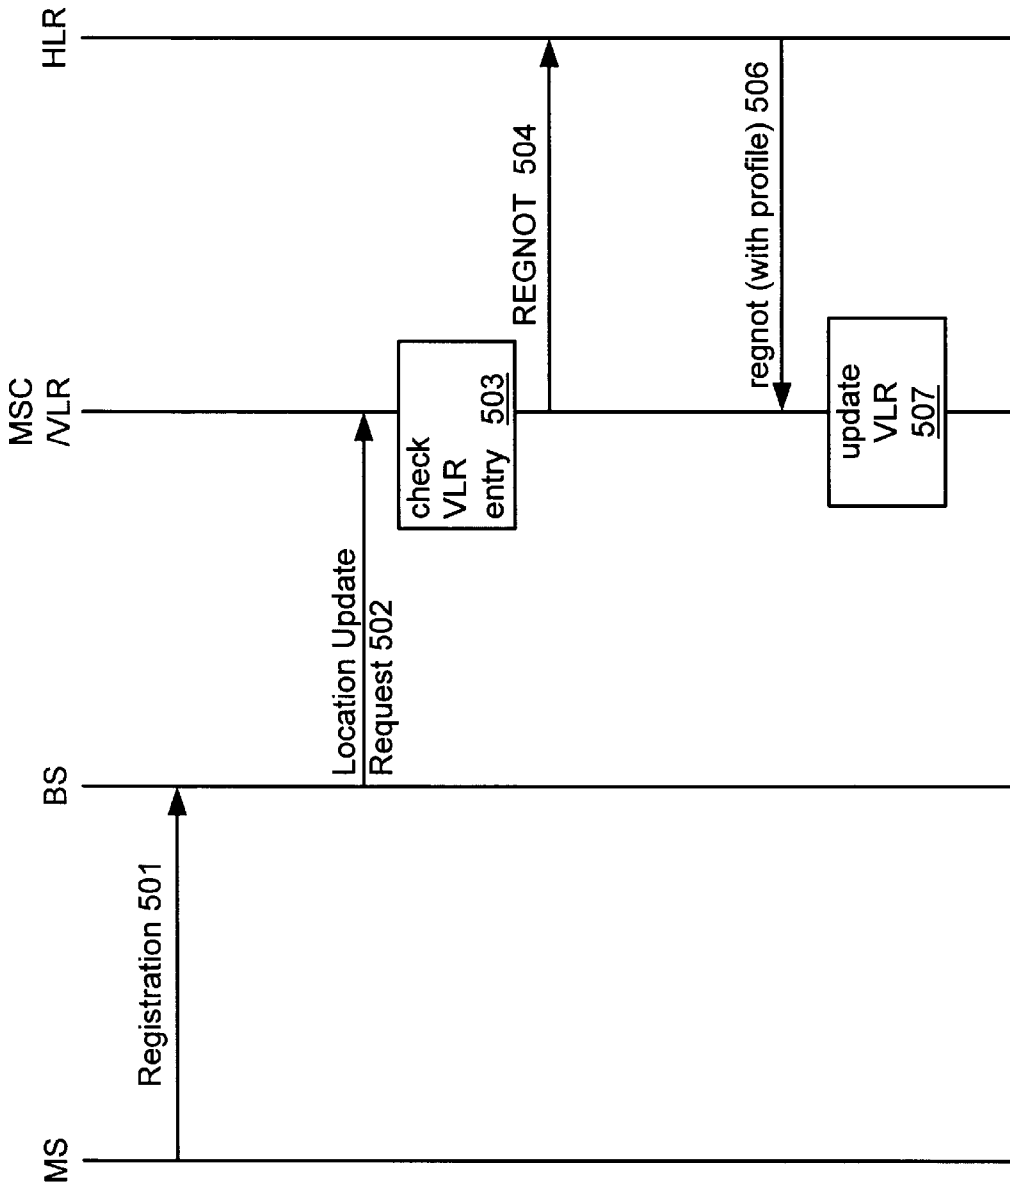 MS
BS
MSC
/VLR
HLR
Registration 501
Location Update
Request 502
check
VLR
entry 503
REGNOT 504
regnot (with profile) 506
update
VLR
507